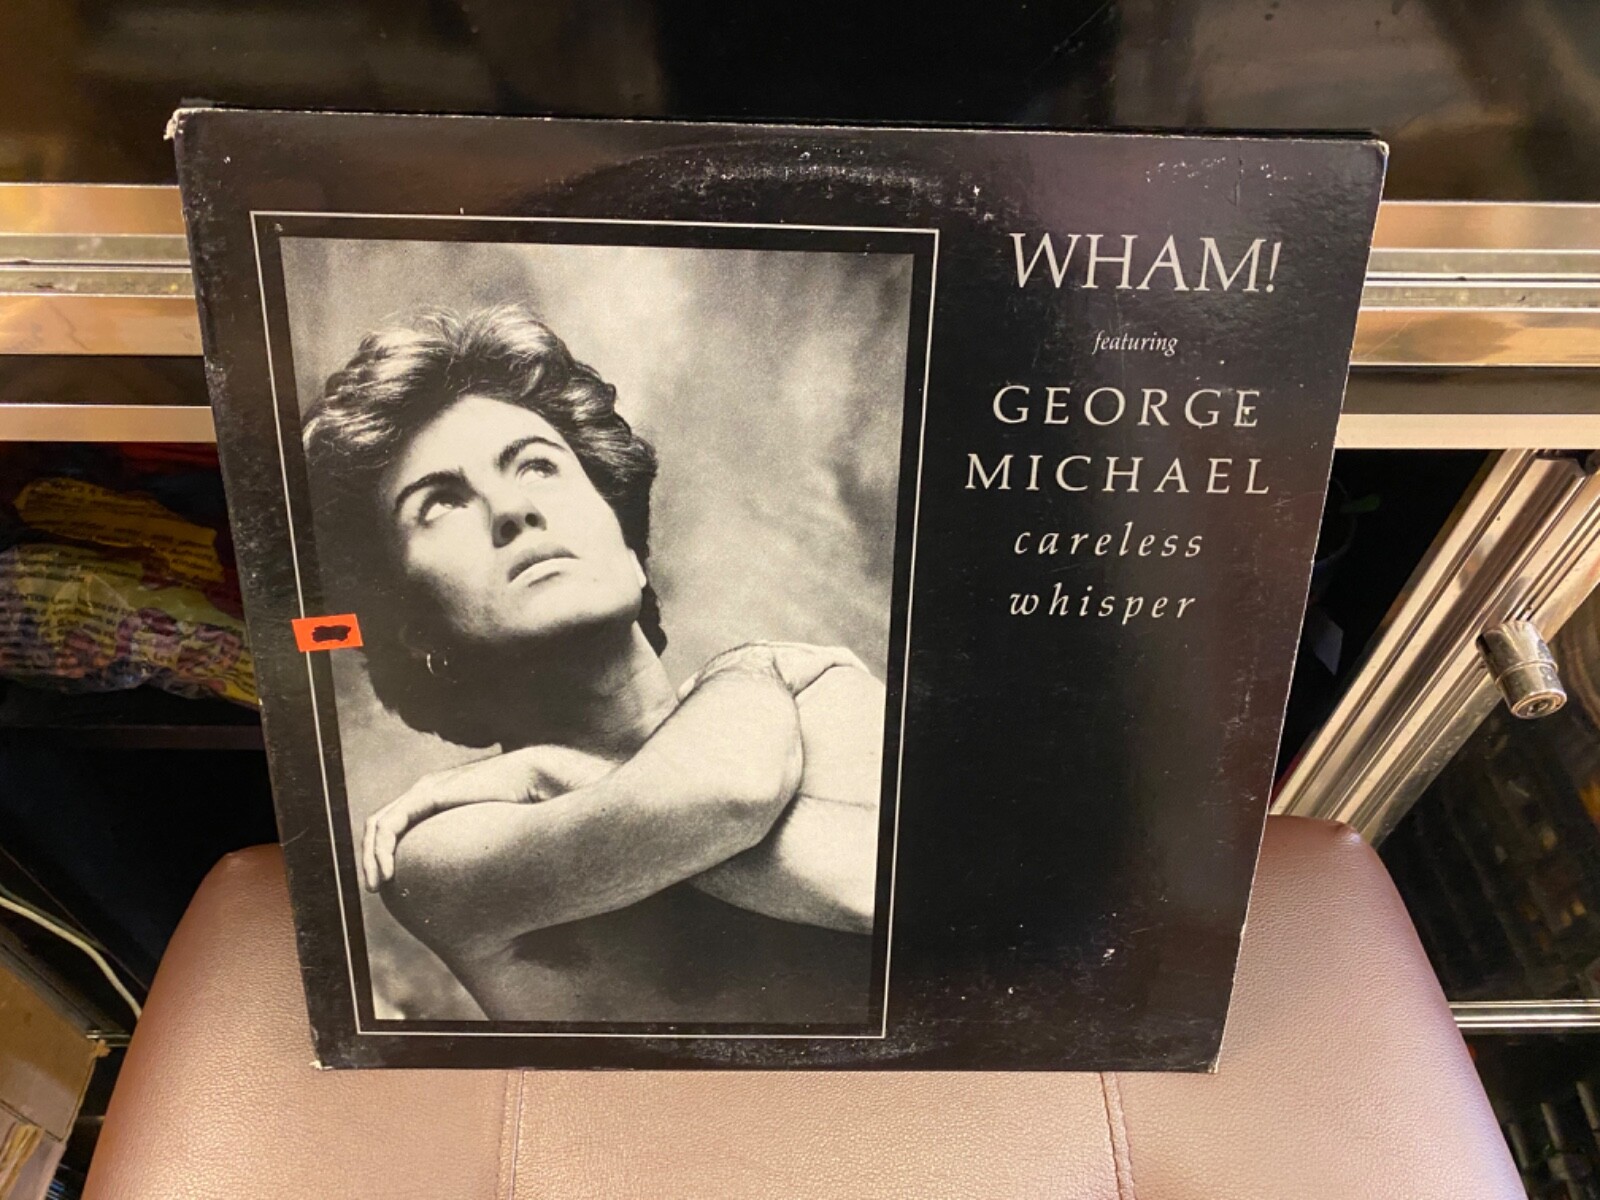 WHAM!
featuring
GEORGE
MICHAEL
careless
whisper